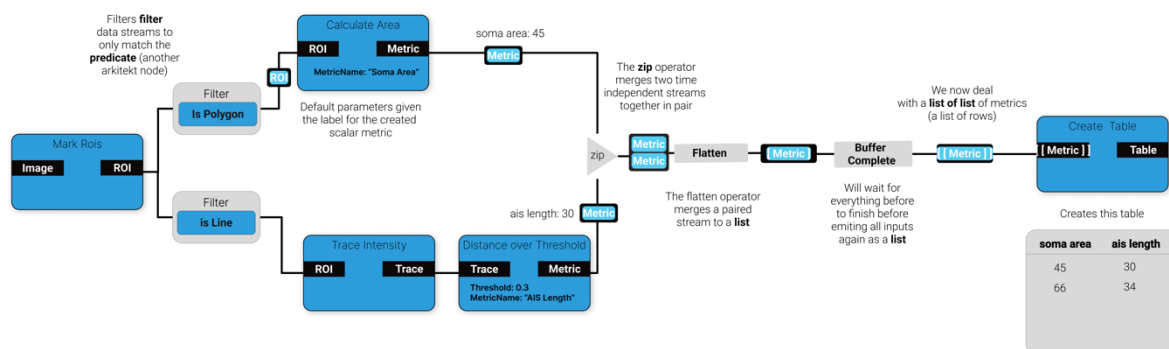 Filters filter
data streams to
only match the
predicate (another
arkitekt node)
Mark Rois
Image
ROI
Filter
Is Polygon
ROI
Calculate Area
ROI
Metric
MetricName: "Soma Area"
Default parameters given
the label for the created
scalar metric
soma area: 45
Metric
Filter
is Line
Trace Intensity
ROI
Trace
Distance over Threshold
Trace
Metric
Threshold: 0.3
MetricName: "AIS Length"
ais length: 30
Metric
The zip operator
merges two time
independent streams
together in pair
zip
Metric
Metric
Flatten
The flatten operator
merges a paired
stream to a list
[ Metric ]
Buffer
Complete
Will wait for
everything before
to finish before
emiting all inputs
again as a list
We now deal
with a list of list of metrics
(a list of rows)
[[ Metric ]]
Create Table
[ Metric ]
Table
Creates this table
soma area ais length
45 30
66 34